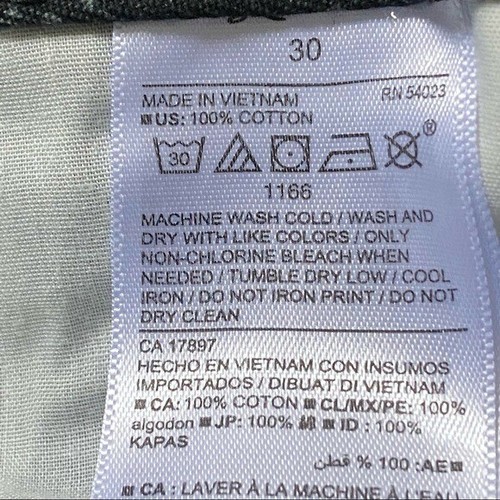 30
MADE IN VIETNAM RN 54023
US: 100% COTTON
30 ®
1166
MACHINE WASH COLD / WASH AND
DRY WITH LIKE COLORS / ONLY
NON-CHLORINE BLEACH WHEN
NEEDED / TUMBLE DRY LOW / COOL
IRON / DO NOT IRON PRINT / DO NOT
DRY CLEAN
CA 17897
HECHO EN VIETNAM CON INSUMOS
IMPORTADOS / DIBUAT DI VIETNAM
CA: 100% COTON CL/MX/PE: 100%
algodon JP: 100% 綿 ID : 100%
KAPAS
AE: 100 % قطن
CA : LAVER À LA MACHINE À L'EAU